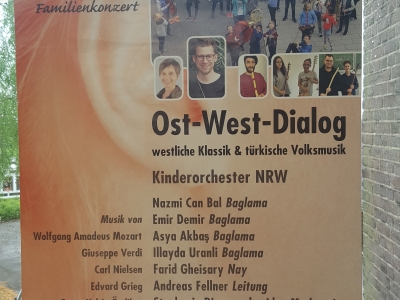 Familienkonzert
Ost-West-Dialog
westliche Klassik & türkische Volksmusik
Kinderorchester NRW
Nazmi Can Bal Baglama
Musik von Emir Demir Baglama
Wolfgang Amadeus Mozart Asya Akbaş Baglama
Giuseppe Verdi Illayda Uranli Baglama
Carl Nielsen Farid Gheisary Nay
Edvard Grieg Andreas Fellner Leitung